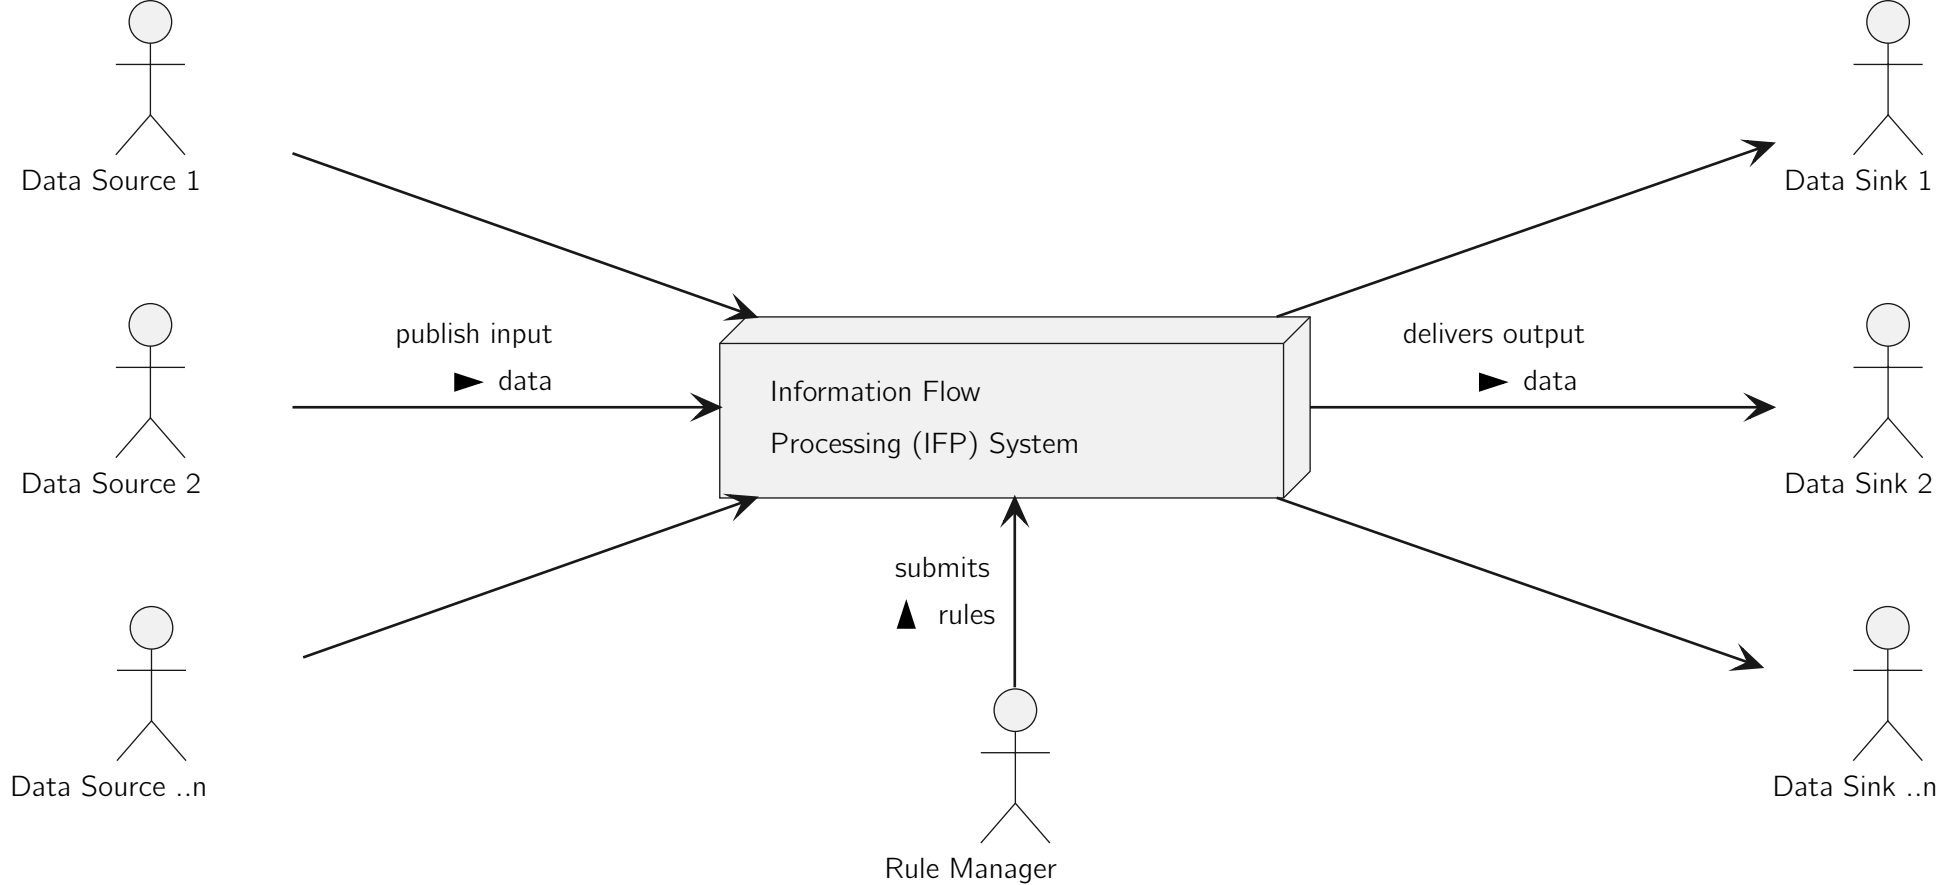 Data Source 1
Data Sink 1
publish input
data
delivers output
data
Information Flow
Processing (IFP) System
Data Source 2
Data Sink 2
submits
rules
Data Source ..n
Data Sink ..n
Rule Manager